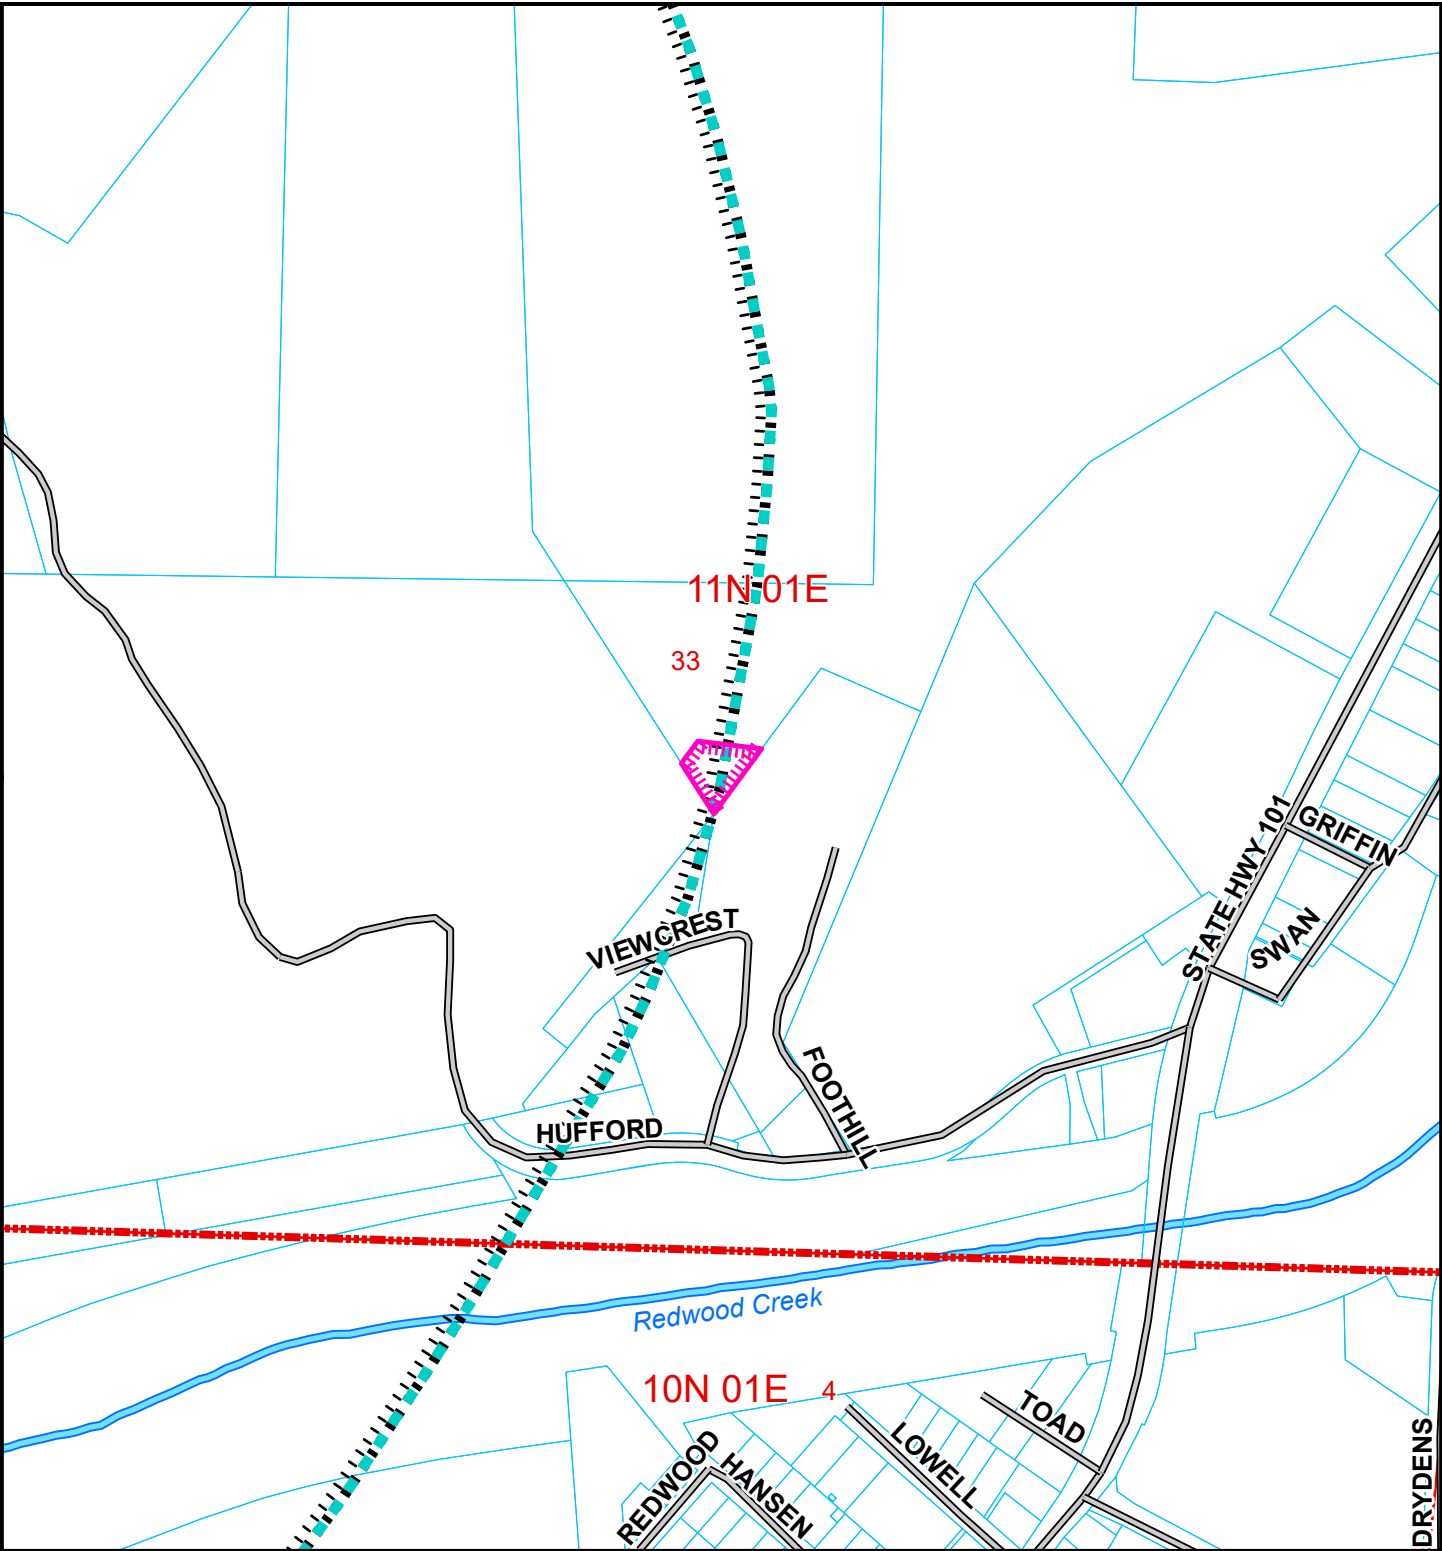 11N 01E
33
STATE HWY 101
GRIFFIN
SWAN
VIEWCREST
FOOTHILL
HUFFORD
Redwood Creek
10N 01E
4
TOAD
LOWELL
REDWOOD
HANSEN
DRYDENS